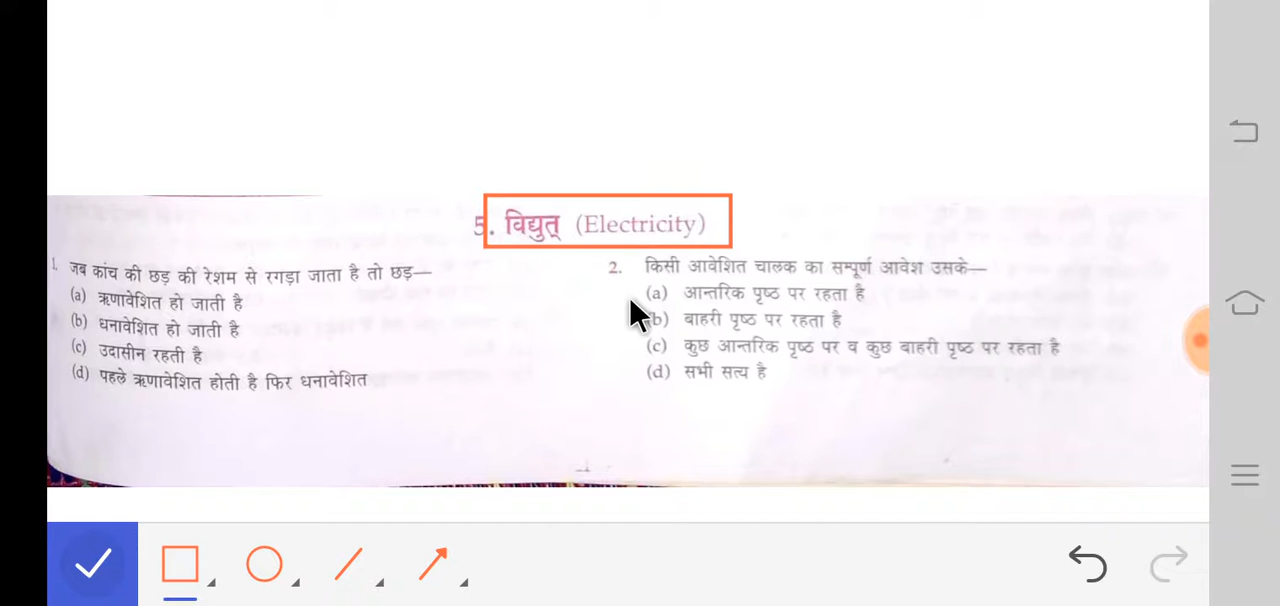 5. विद्युत् (Electricity)
1. जब कांच की छड़ की रेशम से रगड़ा जाता है तो छड़—
(a) ऋणावेशित हो जाती है
(b) धनावेशित हो जाती है
(c) उदासीन रहती है
(d) पहले ऋणावेशित होती है फिर धनावेशित
2. किसी आवेशित चालक का सम्पूर्ण आवेश उसके—
(a) आन्तरिक पृष्ठ पर रहता है
b) बाहरी पृष्ठ पर रहता है
(c) कुछ आन्तरिक पृष्ठ पर व कुछ बाहरी पृष्ठ पर रहता है
(d) सभी सत्य है